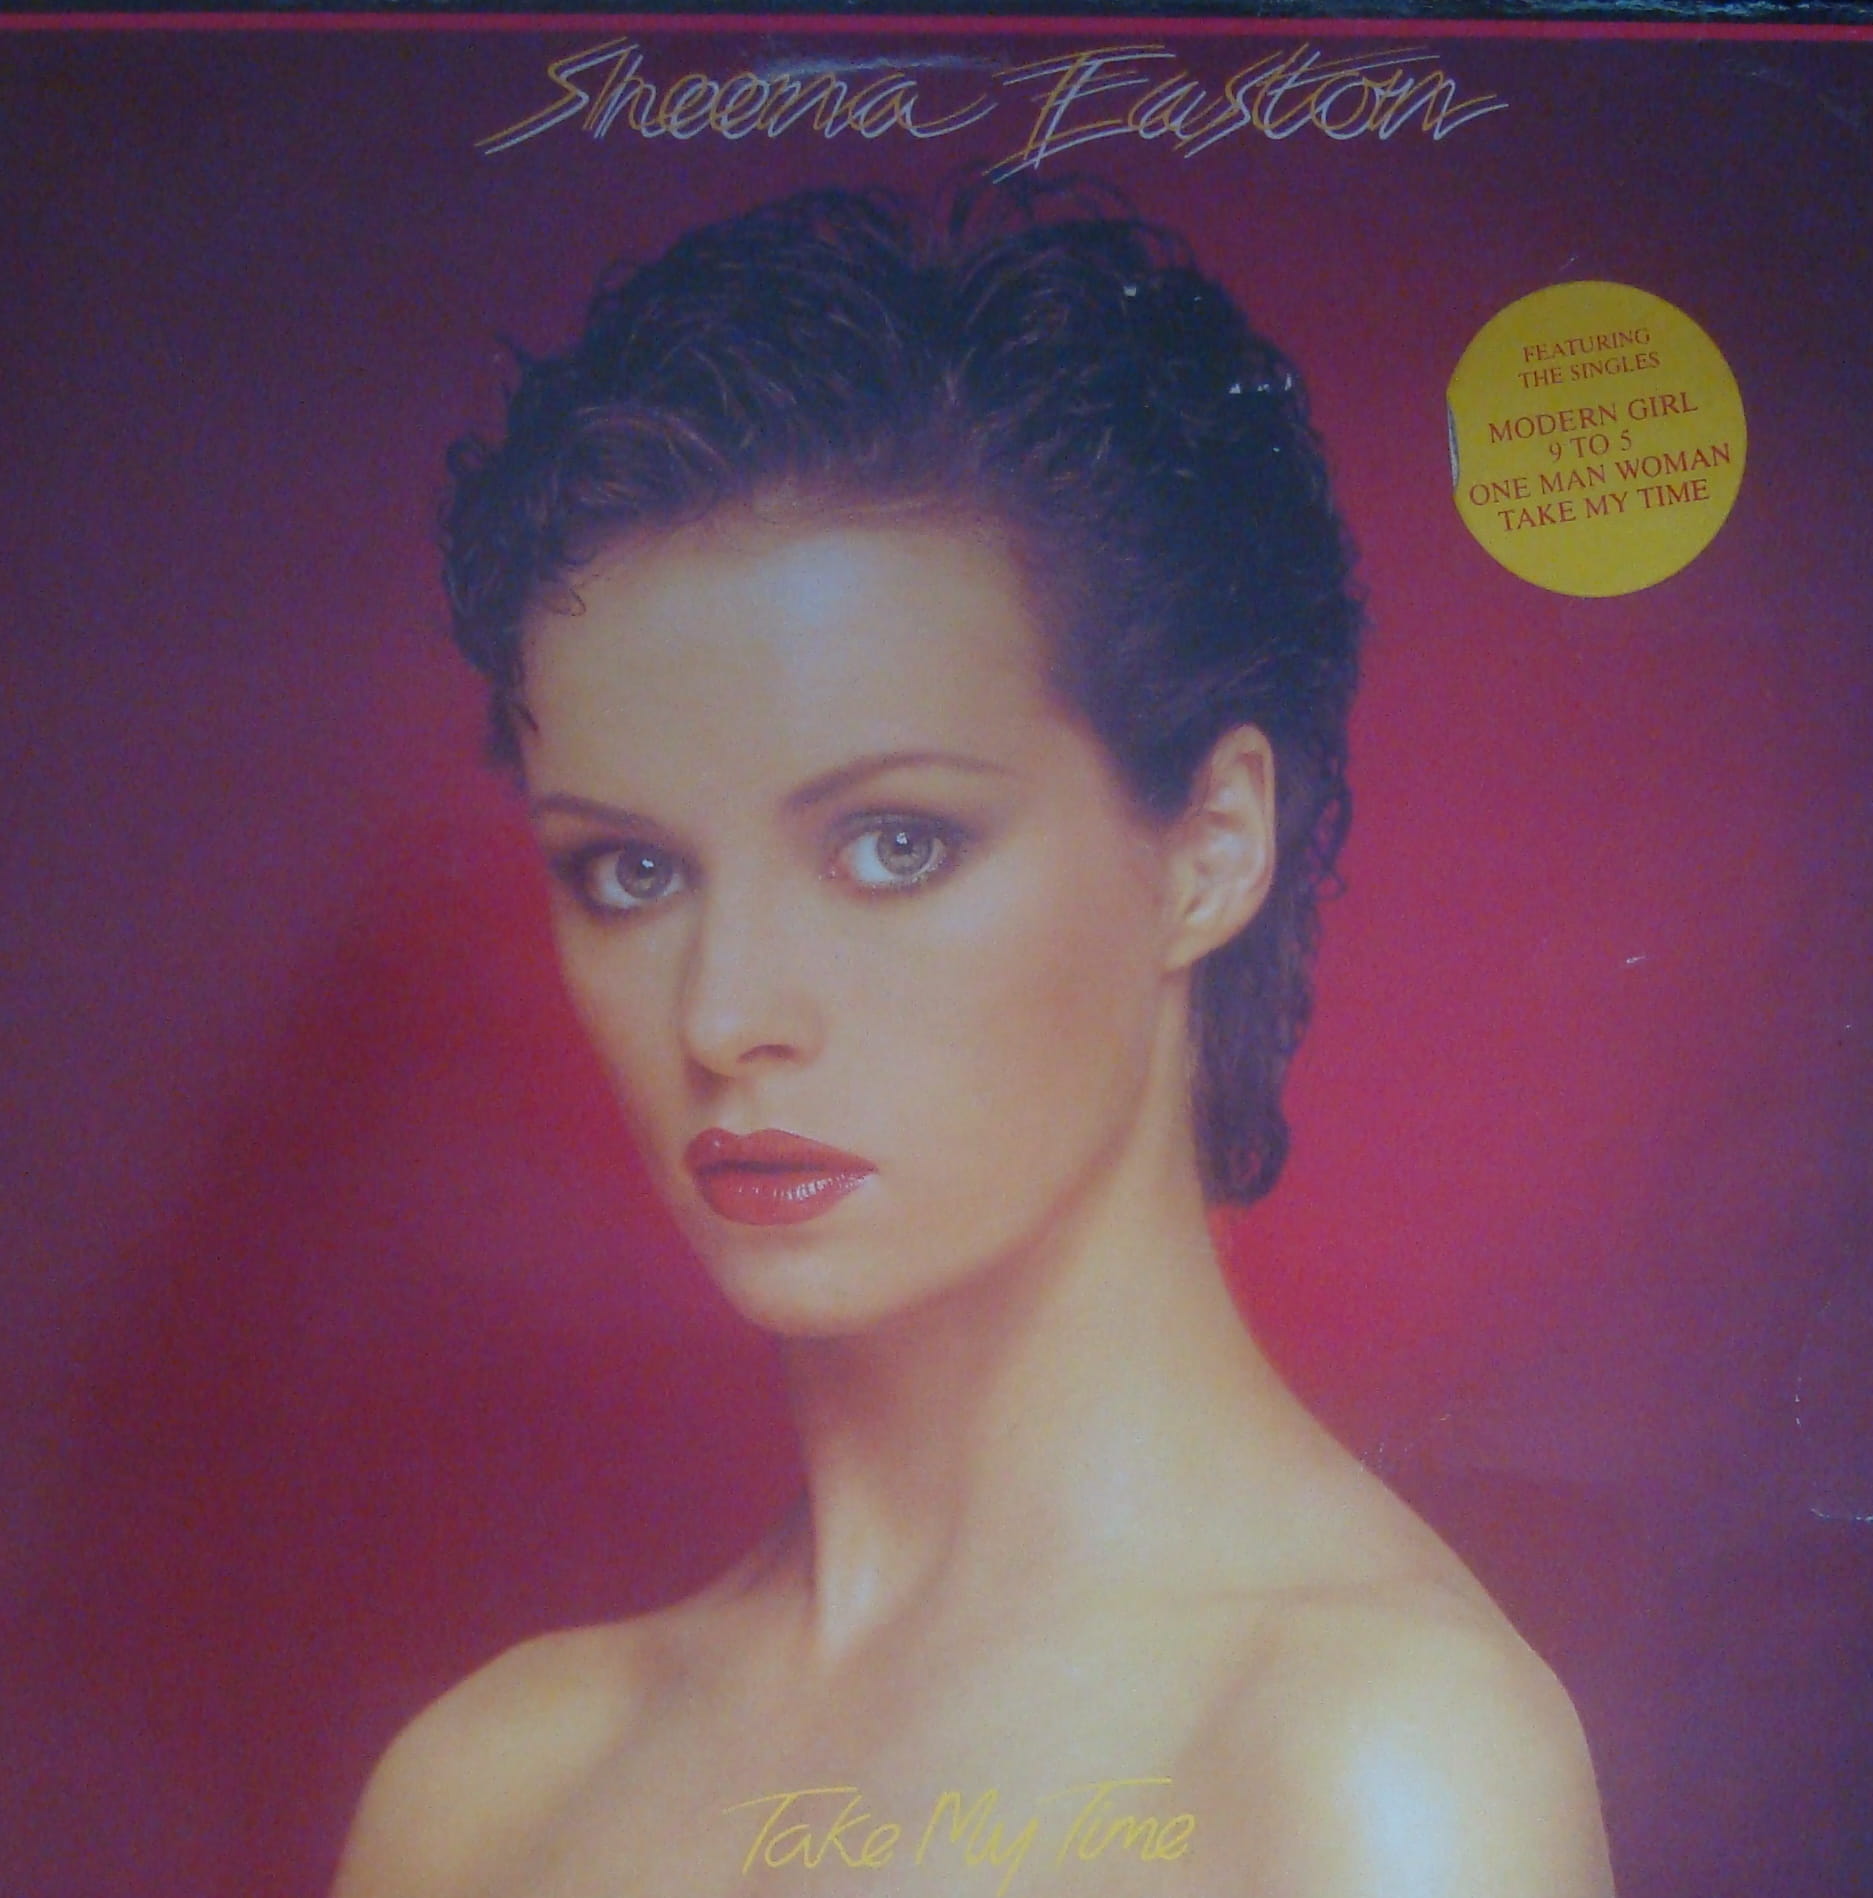 Sheena Easton
FEATURING
THE SINGLES
MODERN GIRL
9 TO 5
ONE MAN WOMAN
TAKE MY TIME
Take My Time